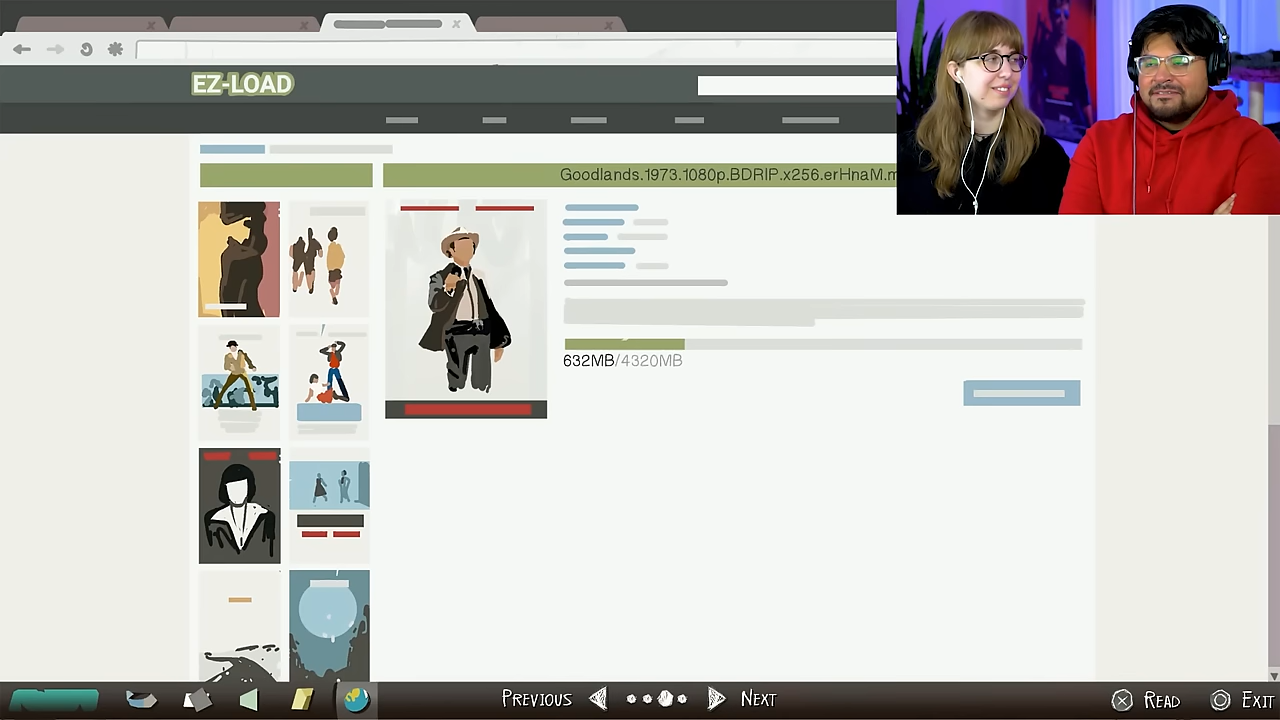 EZ-LOAD
Goodlands.1973.1080p.BDRIP.x256.erHnaM.m
632MB/4320MB
PREVIOUS
NEXT
READ
EXIT